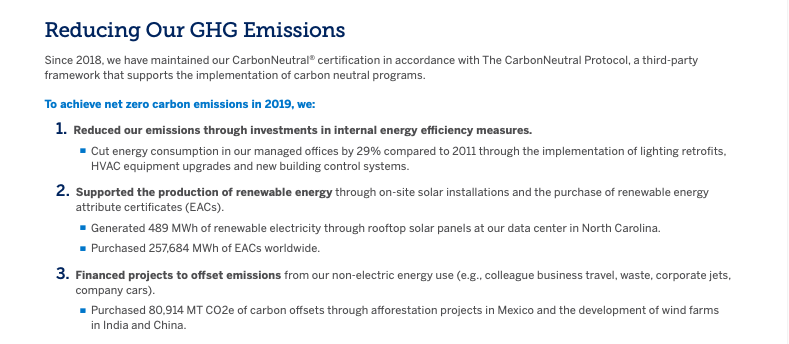 Reducing Our GHG Emissions
Since 2018, we have maintained our CarbonNeutral® certification in accordance with The CarbonNeutral Protocol, a third-party
framework that supports the implementation of carbon neutral programs.
To achieve net zero carbon emissions in 2019, we:
1. Reduced our emissions through investments in internal energy efficiency measures.
■ Cut energy consumption in our managed offices by 29% compared to 2011 through the implementation of lighting retrofits,
HVAC equipment upgrades and new building control systems.
2. Supported the production of renewable energy through on-site solar installations and the purchase of renewable energy
attribute certificates (EACs).
■ Generated 489 MWh of renewable electricity through rooftop solar panels at our data center in North Carolina.
■ Purchased 257,684 MWh of EACs worldwide.
3. Financed projects to offset emissions from our non-electric energy use (e.g., colleague business travel, waste, corporate jets,
company cars).
■ Purchased 80,914 MT CO2e of carbon offsets through afforestation projects in Mexico and the development of wind farms
in India and China.